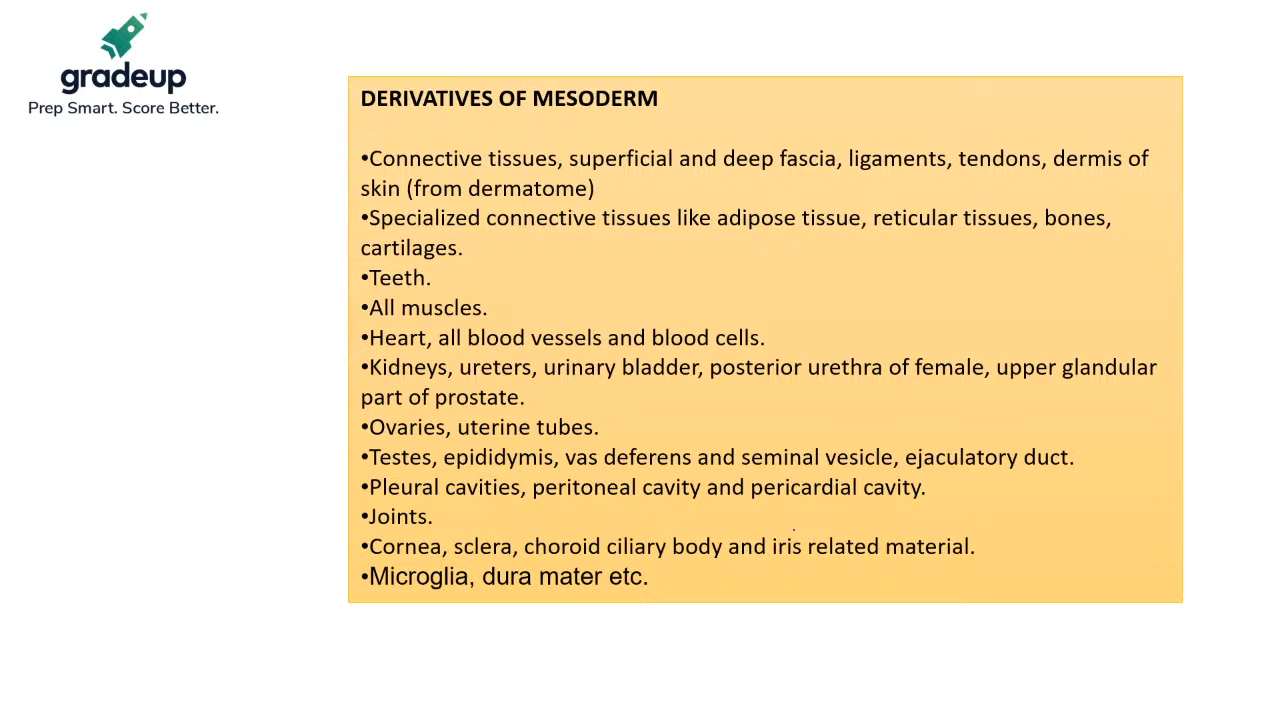 gradeup
Prep Smart. Score Better.
DERIVATIVES OF MESODERM
•Connective tissues, superficial and deep fascia, ligaments, tendons, dermis of
skin (from dermatome)
•Specialized connective tissues like adipose tissue, reticular tissues, bones,
cartilages.
•Teeth.
•All muscles.
•Heart, all blood vessels and blood cells.
•Kidneys, ureters, urinary bladder, posterior urethra of female, upper glandular
part of prostate.
•Ovaries, uterine tubes.
•Testes, epididymis, vas deferens and seminal vesicle, ejaculatory duct.
•Pleural cavities, peritoneal cavity and pericardial cavity.
•Joints.
•Cornea, sclera, choroid ciliary body and iris related material.
•Microglia, dura mater etc.